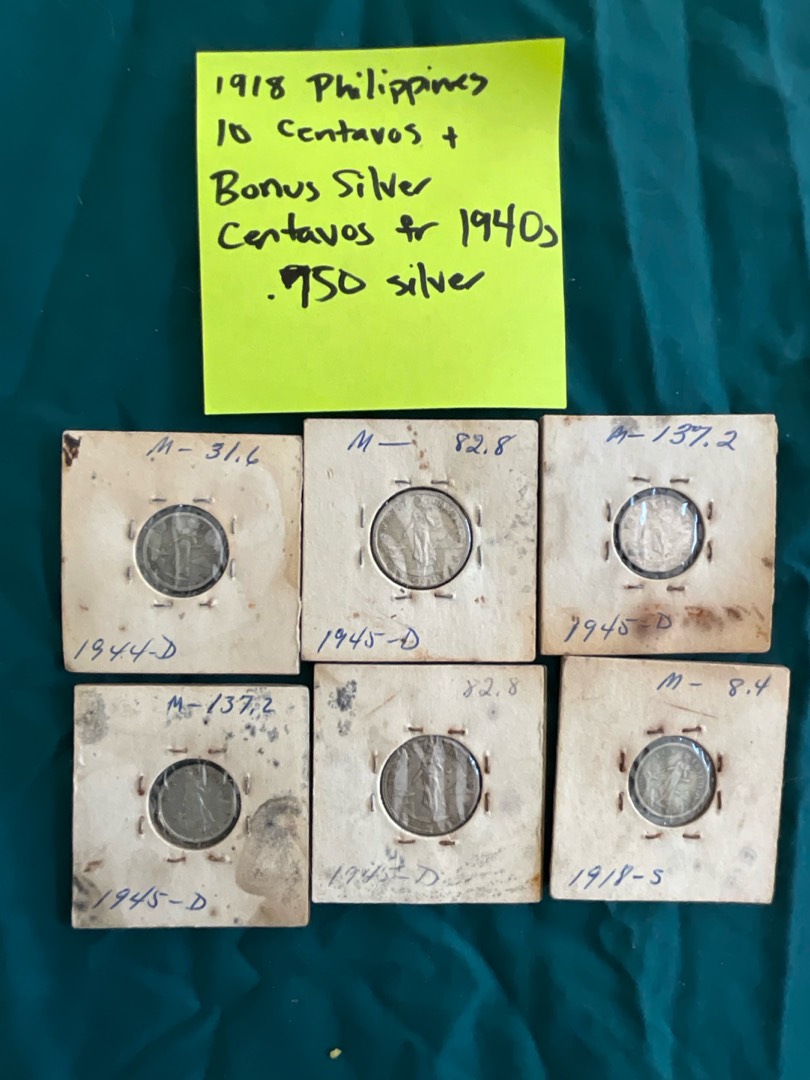 1918 Philippines
10 Centavos +
Bonus Silver
Centavos fr 1940s
.750 silver
M- 31.6
1944-D
M- 82.8
1945-D
M-137.2
1945-D
M-137.2
1945-D
82.8
1945-D
M- 8.4
1918-S